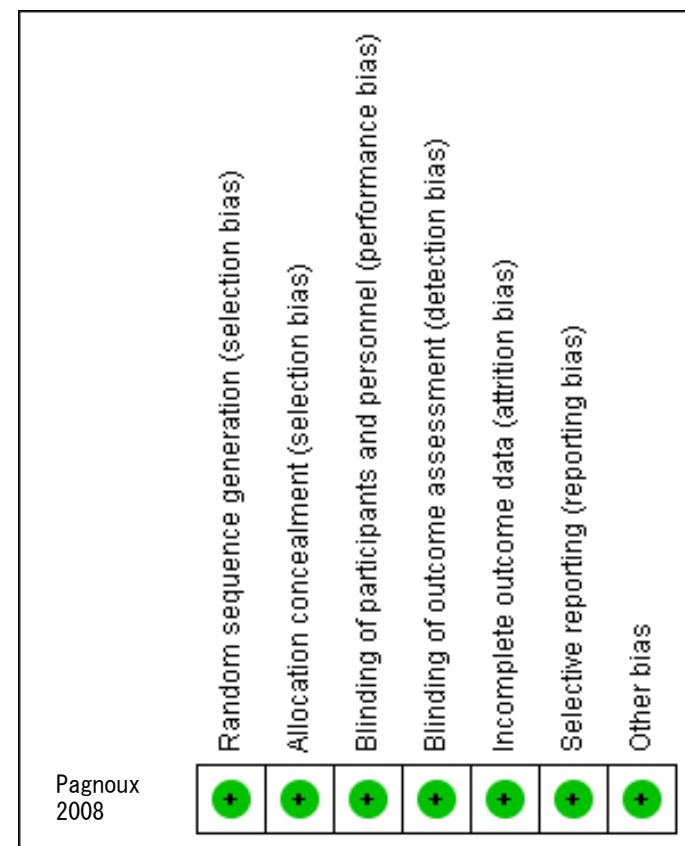 Random sequence generation (selection bias)
Allocation concealment (selection bias)
Blinding of participants and personnel (performance bias)
Blinding of outcome assessment (detection bias)
Incomplete outcome data (attrition bias)
Selective reporting (reporting bias)
Other bias
Pagnoux
2008
+ + + + + + +